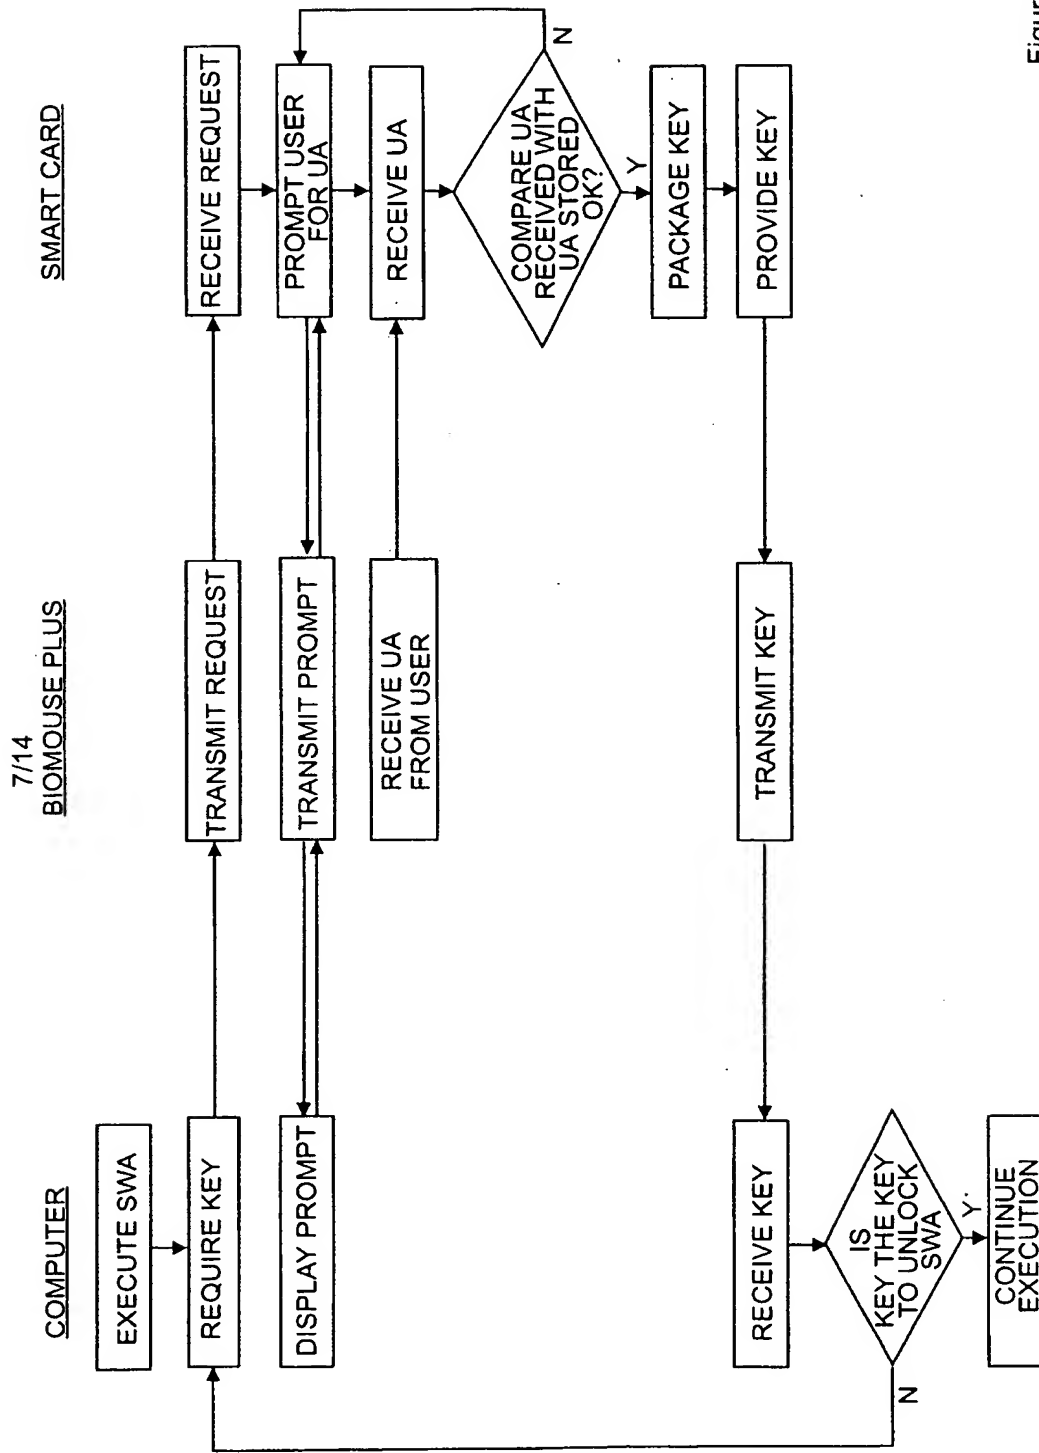 7/14
COMPUTER
BIOMOUSE PLUS
SMART CARD
EXECUTE SWA
REQUIRE KEY
TRANSMIT REQUEST
RECEIVE REQUEST
DISPLAY PROMPT
TRANSMIT PROMPT
PROMPT USER
FOR UA
RECEIVE UA
FROM USER
RECEIVE UA
COMPARE UA
RECEIVED WITH
UA STORED
OK?
N
Y
PACKAGE KEY
PROVIDE KEY
TRANSMIT KEY
RECEIVE KEY
IS
KEY THE KEY
TO UNLOCK
SWA
N
Y
CONTINUE
EXECUTION